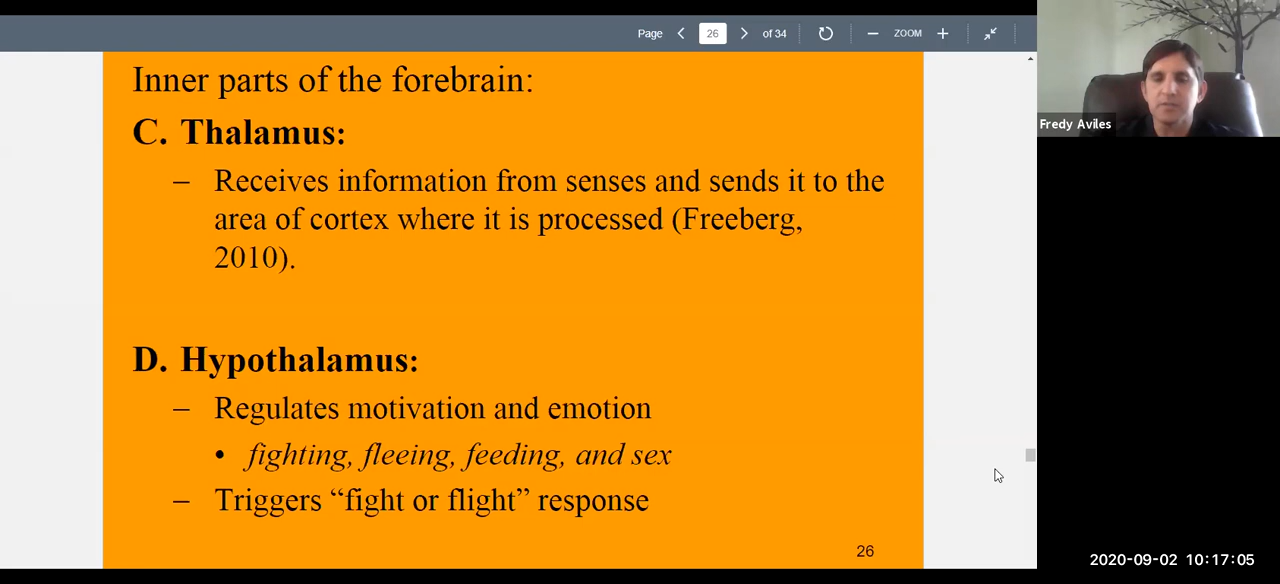 Page 26 of 34 ZOOM
Inner parts of the forebrain:
C. Thalamus:
– Receives information from senses and sends it to the
area of cortex where it is processed (Freeberg,
2010).
D. Hypothalamus:
– Regulates motivation and emotion
• fighting, fleeing, feeding, and sex
– Triggers “fight or flight” response
26
Fredy Aviles
2020-09-02 10:17:05